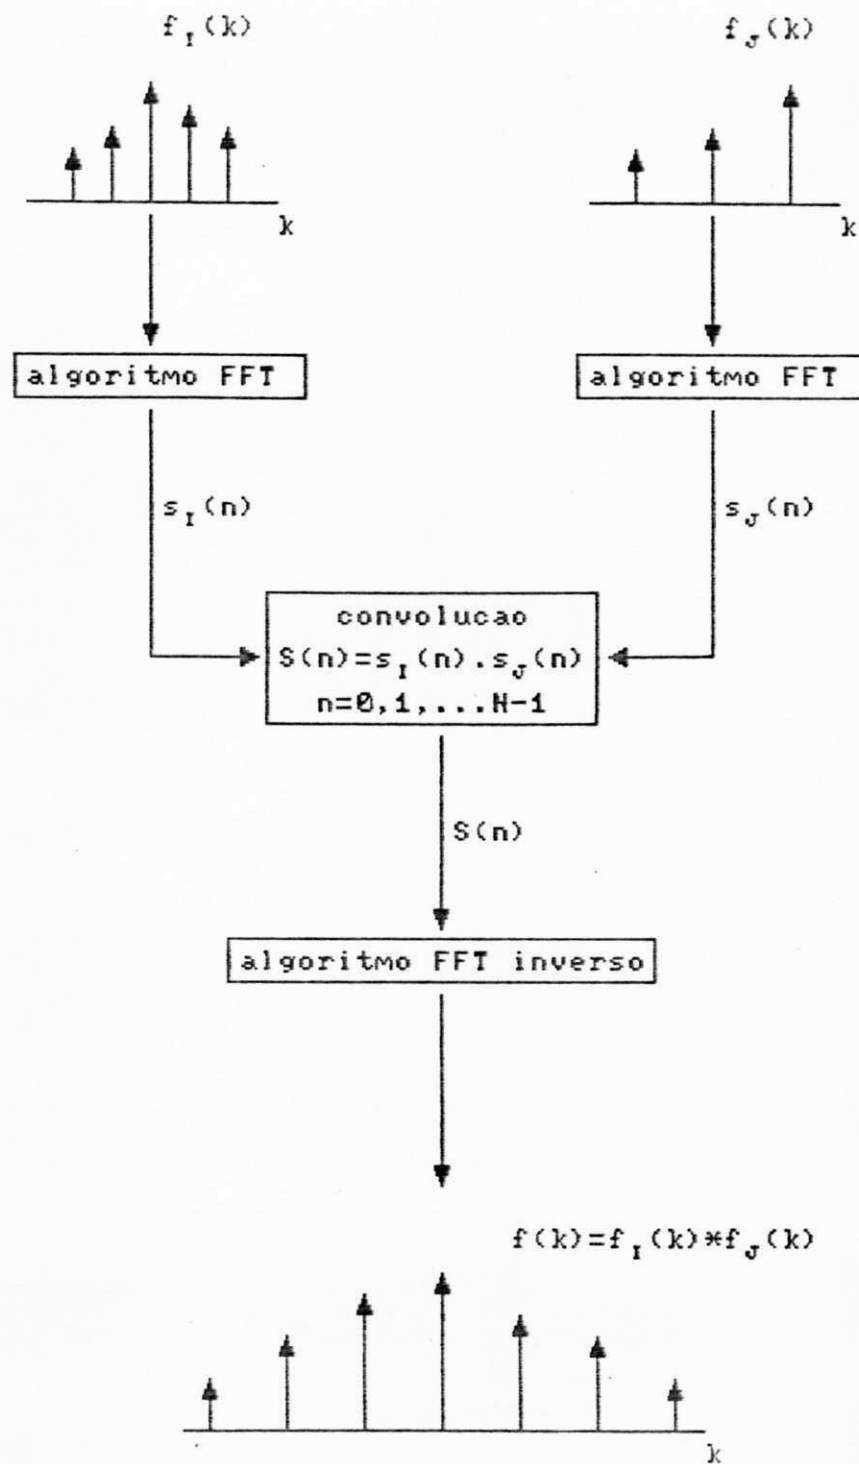 f_I(k)
f_J(k)
k
k
algoritmo FFT
algoritmo FFT
s_I(n)
s_J(n)
convolucao
S(n)=s_I(n).s_J(n)
n=0,1,...N-1
S(n)
algoritmo FFT inverso
f(k)=f_I(k)*f_J(k)
k